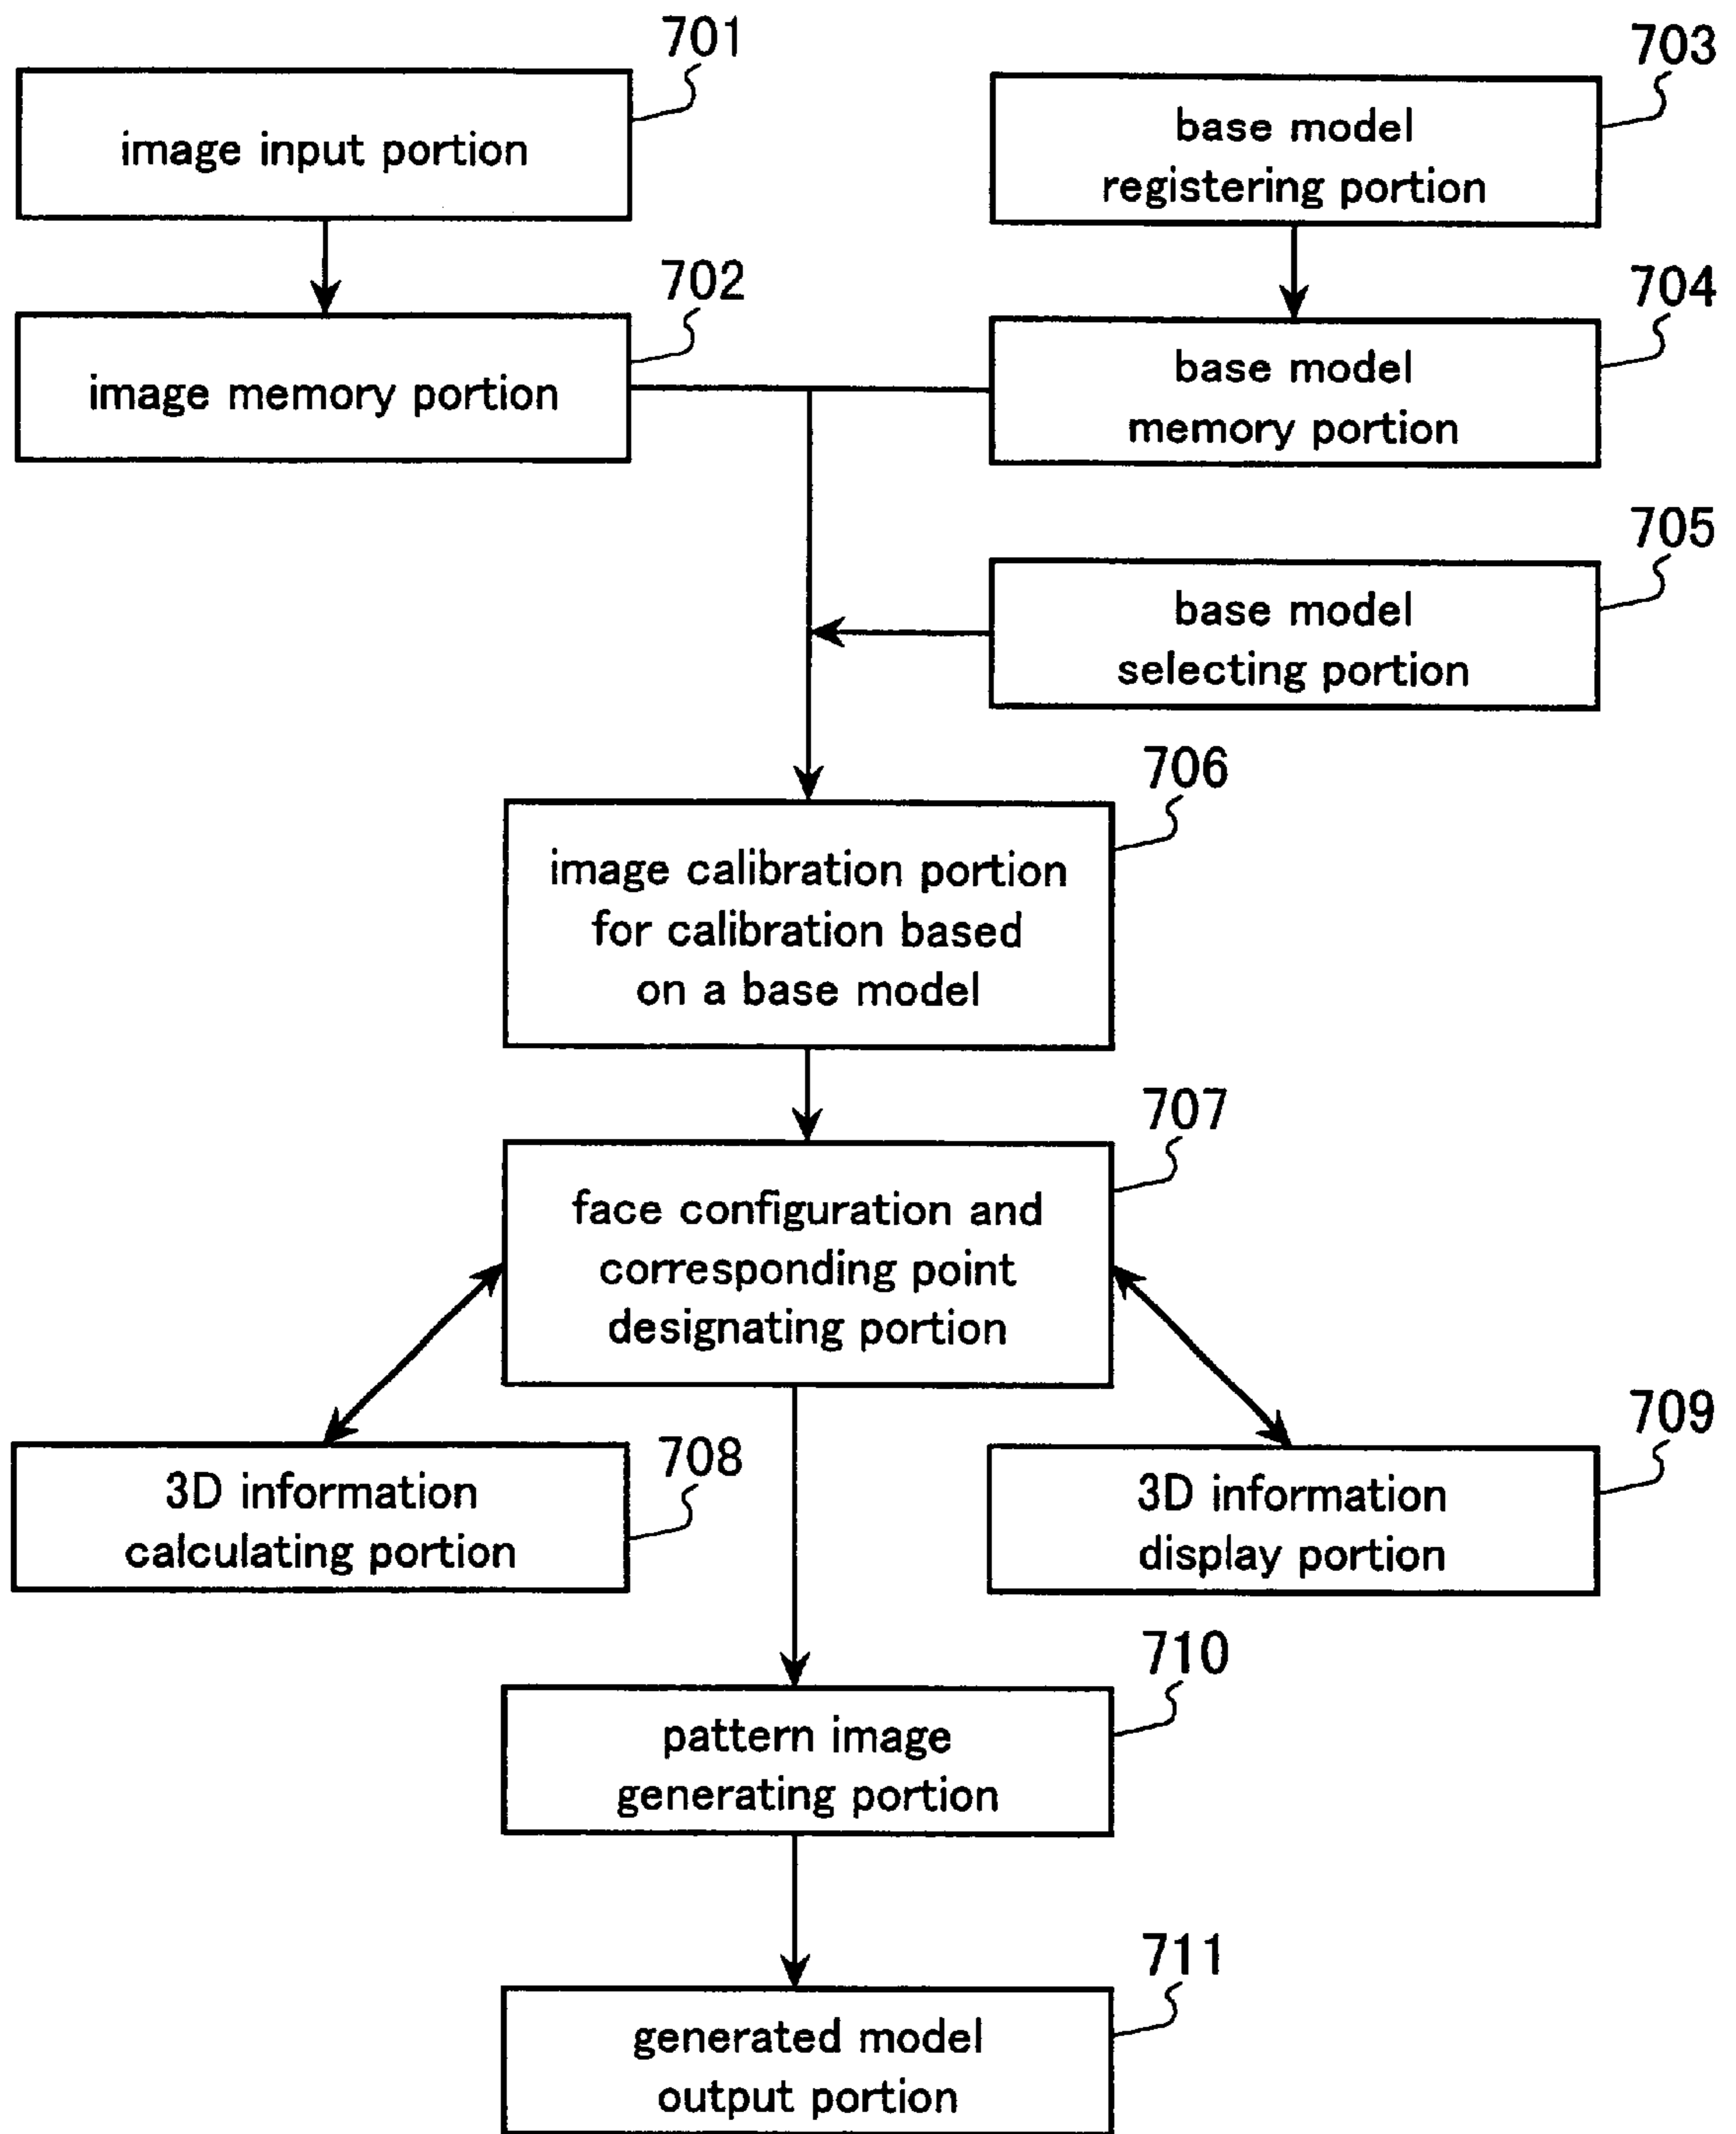 701
image input portion
703
base model
registering portion
702
image memory portion
704
base model
memory portion
705
base model
selecting portion
706
image calibration portion
for calibration based
on a base model
707
face configuration and
corresponding point
designating portion
708
3D information
calculating portion
709
3D information
display portion
710
pattern image
generating portion
711
generated model
output portion